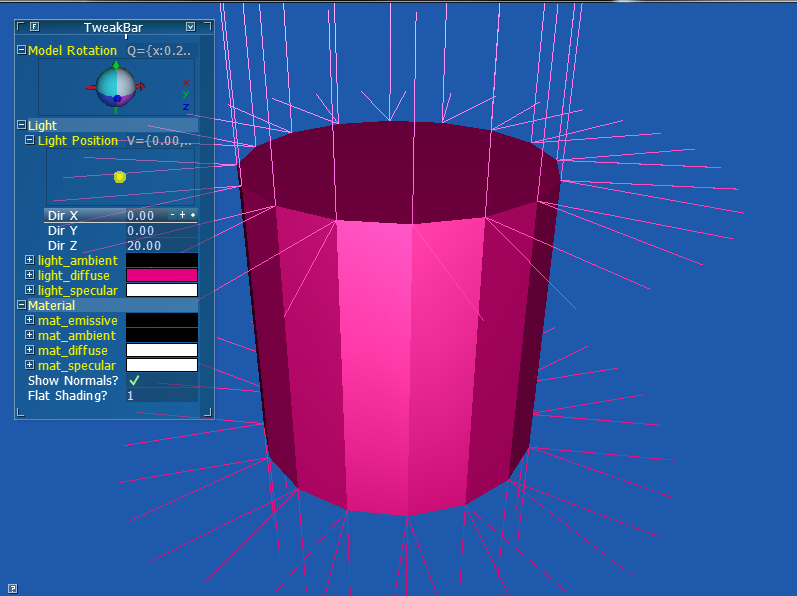 TweakBar
Model Rotation Q={x:0.2..
x
y
z
Light
Light Position V={0.00,..
Dir X 0.00
Dir Y 0.00
Dir Z 20.00
light_ambient
light_diffuse
light_specular
Material
mat_emissive
mat_ambient
mat_diffuse
mat_specular
Show Normals? ✓
Flat Shading? 1
?